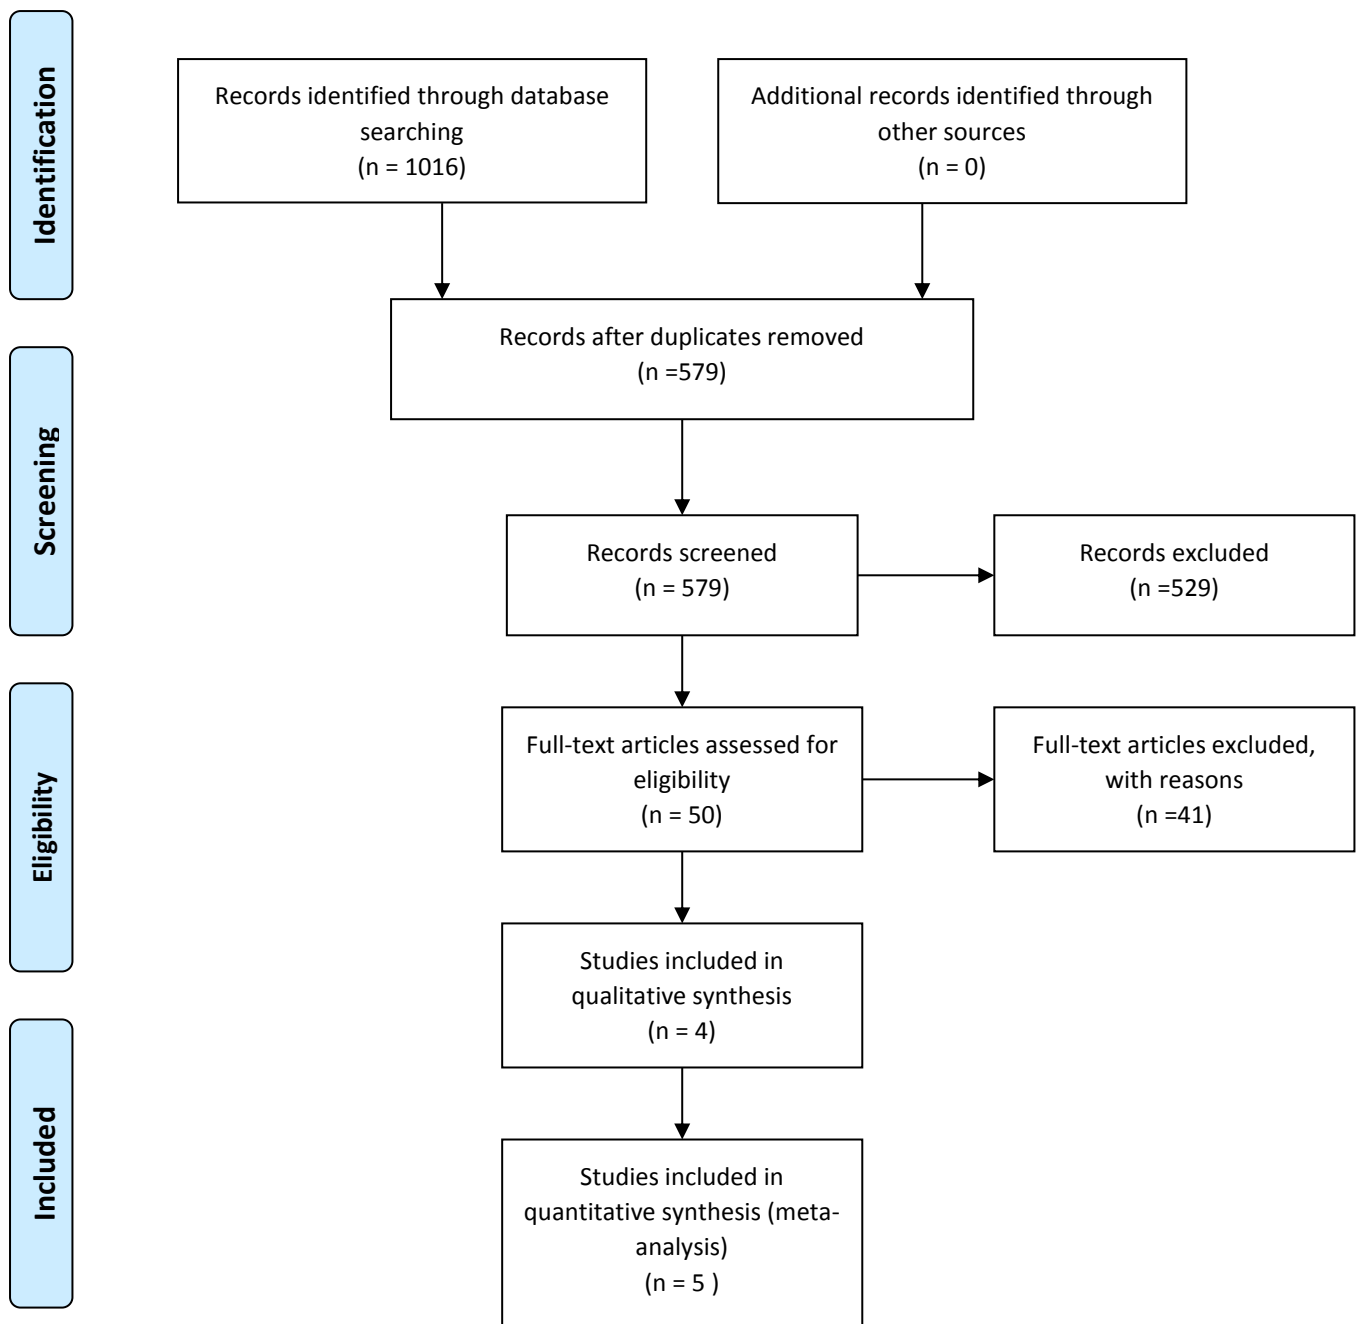 Identification
Records identified through database
searching
(n = 1016)
Additional records identified through
other sources
(n = 0)
Records after duplicates removed
(n =579)
Screening
Records screened
(n = 579)
Records excluded
(n =529)
Eligibility
Full-text articles assessed for
eligibility
(n = 50)
Full-text articles excluded,
with reasons
(n =41)
Studies included in
qualitative synthesis
(n = 4)
Included
Studies included in
quantitative synthesis (meta-
analysis)
(n = 5 )